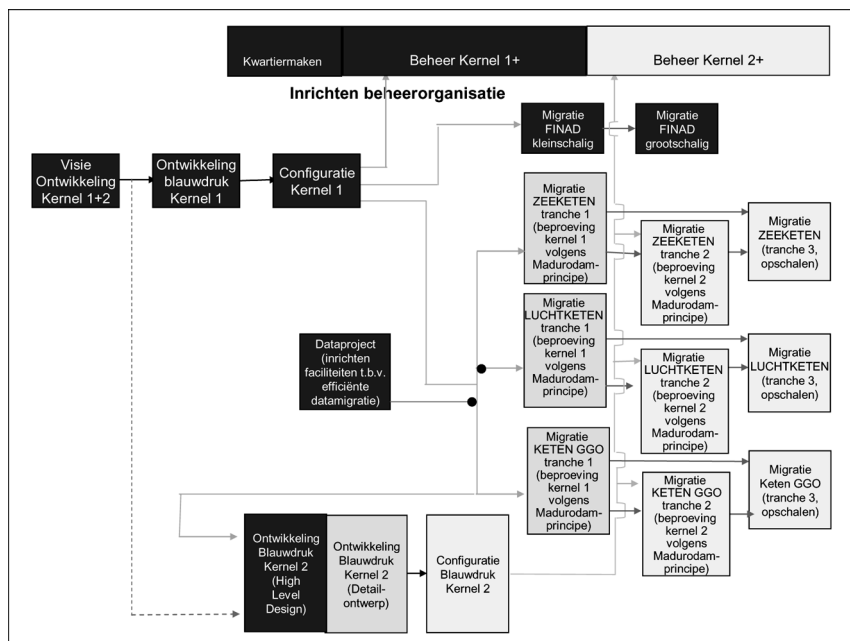 Kwartiermaken
Beheer Kernel 1+
Beheer Kernel 2+
Inrichten beheerorganisatie
Migratie
FINAD
kleinschalig
Migratie
FINAD
grootschalig
Visie
Ontwikkeling
Kernel 1+2
Ontwikkeling
blauwdruk
Kernel 1
Configuratie
Kernel 1
Migratie
ZEEKETEN
tranche 1
(beproeving
kernel 1
volgens
Madurodam-
principe)
Migratie
ZEEKETEN
tranche 2
(beproeving
kernel 2
volgens
Madurodam-
principe)
Migratie
ZEEKETEN
(tranche 3,
opschalen)
Dataproject
(inrichten
faciliteiten t.b.v.
efficiënte
datamigratie)
Migratie
LUCHTKETEN
tranche 1
(beproeving
kernel 1
volgens
Madurodam-
principe)
Migratie
LUCHTKETEN
tranche 2
(beproeving
kernel 2
volgens
Madurodam-
principe)
Migratie
LUCHTKETEN
(tranche 3,
opschalen)
Migratie
KETEN GGO
tranche 1
(beproeving
kernel 1
volgens
Madurodam-
principe)
Migratie
KETEN GGO
tranche 2
(beproeving
kernel 2
volgens
Madurodam-
principe)
Migratie
Keten GGO
(tranche 3,
opschalen)
Ontwikkeling
Blauwdruk
Kernel 2
(High
Level
Design)
Ontwikkeling
Blauwdruk
Kernel 2
(Detail-
ontwerp)
Configuratie
Blauwdruk
Kernel 2